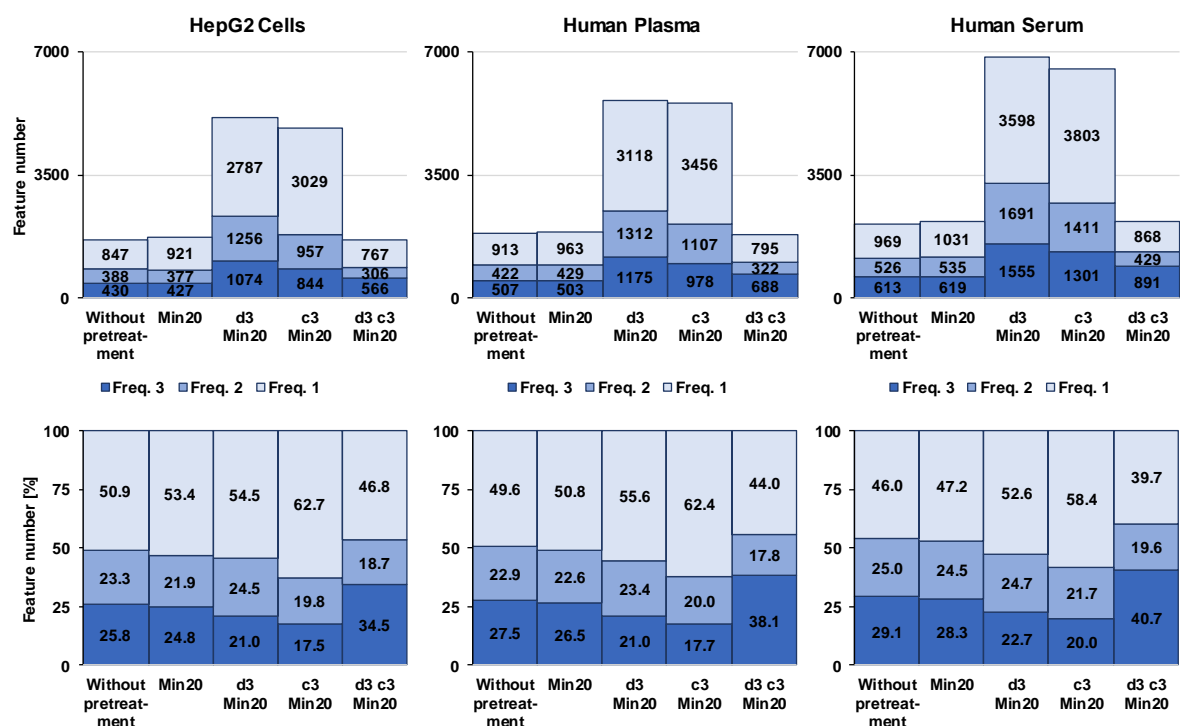 HepG2 Cells
Human Plasma
Human Serum
Feature number
7000
3500
0
847
921
2787
3029
767
388
377
1256
957
306
430
427
1074
844
566
Without
pretreat-
ment
Min20
d3
Min20
c3
Min20
d3 c3
Min20
Freq. 3 Freq. 2 Freq. 1
7000
3500
0
913
963
3118
3456
795
422
429
1312
1107
322
507
503
1175
978
688
Without
pretreat-
ment
Min20
d3
Min20
c3
Min20
d3 c3
Min20
Freq. 3 Freq. 2 Freq. 1
7000
3500
0
969
1031
3598
3803
868
526
535
1691
1411
429
613
619
1555
1301
891
Without
pretreat-
ment
Min20
d3
Min20
c3
Min20
d3 c3
Min20
Freq. 3 Freq. 2 Freq. 1
Feature number [%]
100
75
50
25
0
50.9
53.4
54.5
62.7
46.8
23.3
21.9
24.5
19.8
18.7
25.8
24.8
21.0
17.5
34.5
Without
pretreat-
ment
Min20
d3
Min20
c3
Min20
d3 c3
Min20
100
75
50
25
0
49.6
50.8
55.6
62.4
44.0
22.9
22.6
23.4
20.0
17.8
27.5
26.5
21.0
17.7
38.1
Without
pretreat-
ment
Min20
d3
Min20
c3
Min20
d3 c3
Min20
100
75
50
25
0
46.0
47.2
52.6
58.4
39.7
25.0
24.5
24.7
21.7
19.6
29.1
28.3
22.7
20.0
40.7
Without
pretreat-
ment
Min20
d3
Min20
c3
Min20
d3 c3
Min20